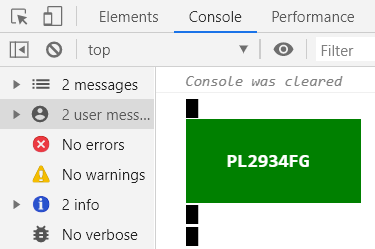 Elements
Console
Performance
top
Filter
2 messages
2 user mess...
No errors
No warnings
2 info
No verbose
Console was cleared
PL2934FG